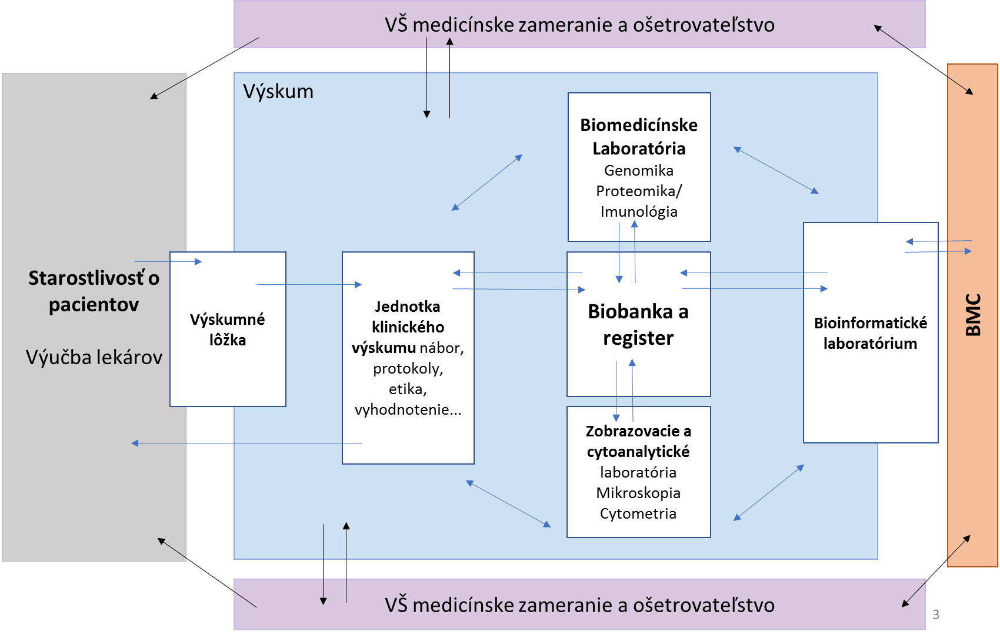 VŠ medicínske zameranie a ošetrovateľstvo
Výskum
Biomedicínske
Laboratória
Genomika
Proteomika/
Imunológia
Starostlivosť o
pacientov
Výučba lekárov
Výskumné
lôžka
Jednotka
klinického
výskumu nábor,
protokoly,
etika,
vyhodnotenie...
Biobanka a
register
Bioinformatické
laboratórium
BMC
Zobrazovacie a
cytoanalytické
laboratória
Mikroskopia
Cytometria
VŠ medicínske zameranie a ošetrovateľstvo
3